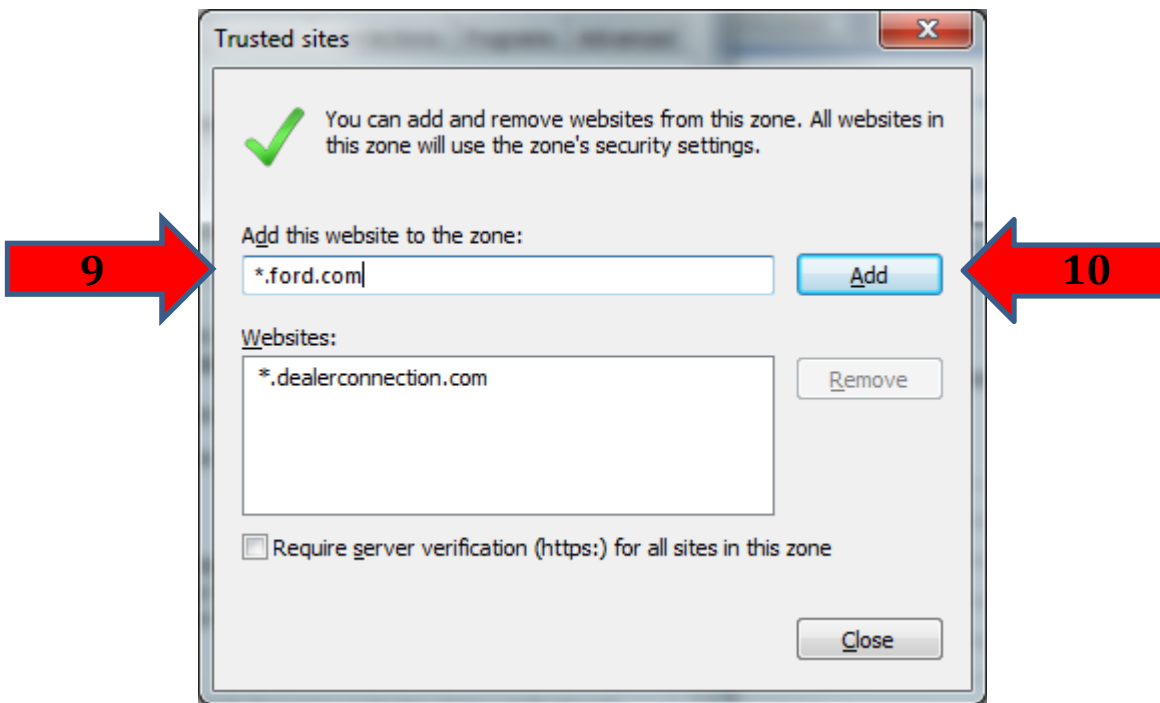 Trusted sites
You can add and remove websites from this zone. All websites in
this zone will use the zone's security settings.
Add this website to the zone:
9
*.ford.com
Add
10
Websites:
*.dealerconnection.com
Remove
Require server verification (https:) for all sites in this zone
Close